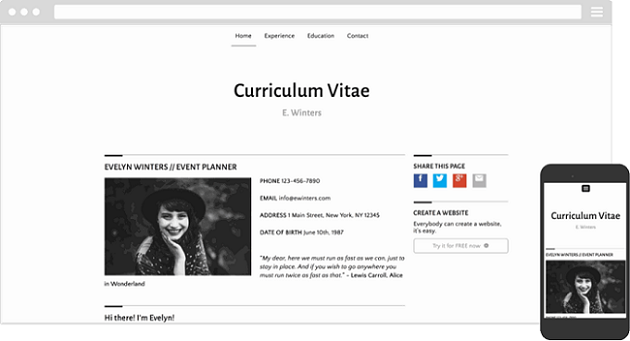 Home Experience Education Contact
Curriculum Vitae
E. Winters
EVELYN WINTERS // EVENT PLANNER
PHONE 123-456-7890
EMAIL info@ewinters.com
ADDRESS 1 Main Street, New York, NY 12345
DATE OF BIRTH June 10th, 1987
"My dear, here we must run as fast as we can, just to
stay in place. And if you wish to go anywhere you
must run twice as fast as that." - Lewis Carroll, Alice
in Wonderland
Hi there! I'm Evelyn!
SHARE THIS PAGE
f
g+
CREATE A WEBSITE
Everybody can create a website,
it's easy.
Try it for FREE now
Curriculum Vitae
E. Winters
EVELYN WINTERS // EVENT PLANNER